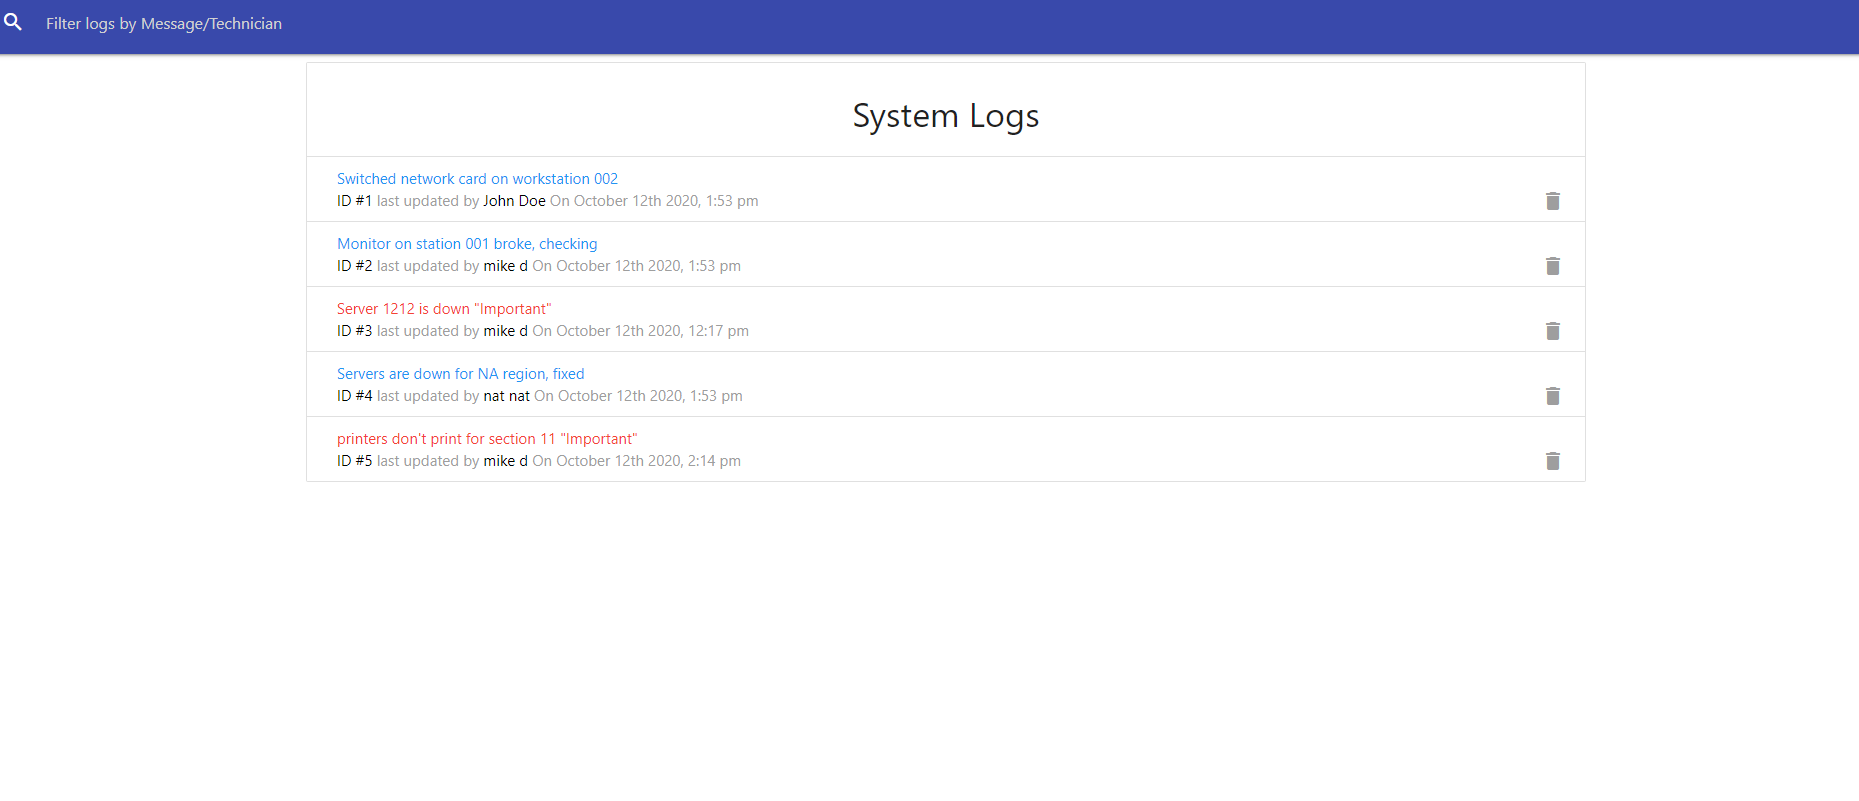 Filter logs by Message/Technician
System Logs
Switched network card on workstation 002
ID #1 last updated by John Doe On October 12th 2020, 1:53 pm
Monitor on station 001 broke, checking
ID #2 last updated by mike d On October 12th 2020, 1:53 pm
Server 1212 is down "Important"
ID #3 last updated by mike d On October 12th 2020, 12:17 pm
Servers are down for NA region, fixed
ID #4 last updated by nat nat On October 12th 2020, 1:53 pm
printers don't print for section 11 "Important"
ID #5 last updated by mike d On October 12th 2020, 2:14 pm